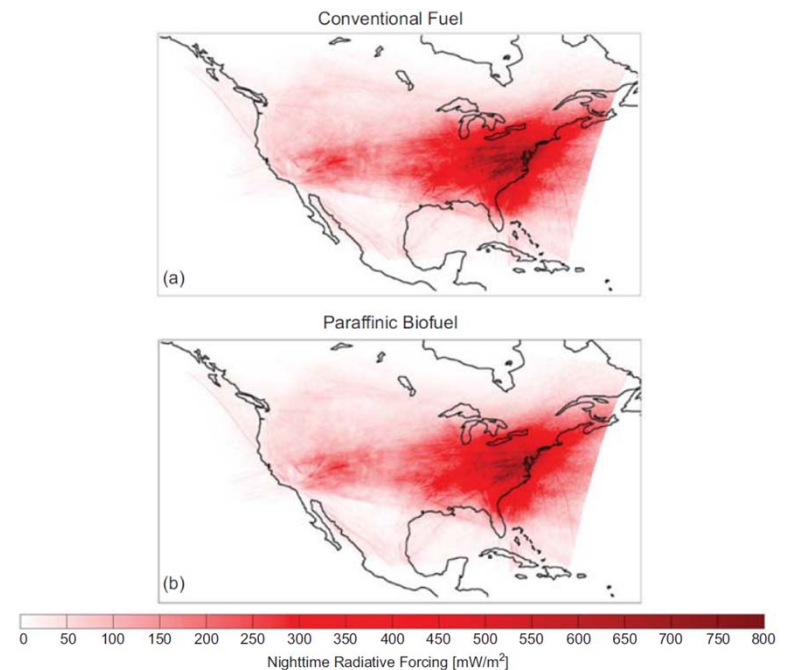 Conventional Fuel
(a)
Paraffinic Biofuel
(b)
0 50 100 150 200 250 300 350 400 450 500 550 600 650 700 750 800
Nighttime Radiative Forcing [mW/m²]